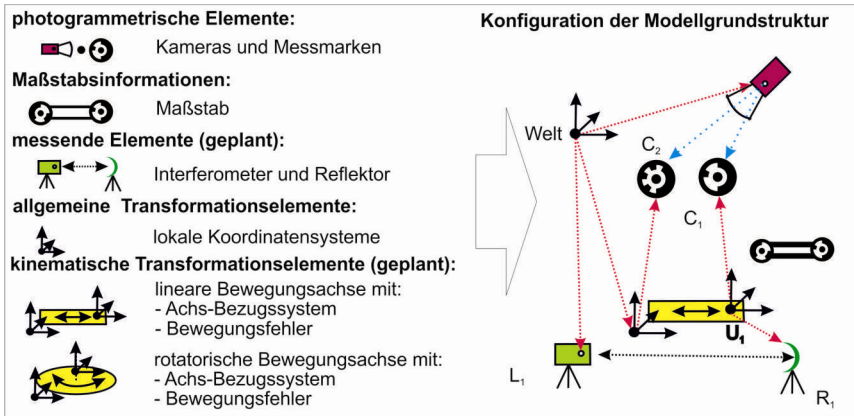 photogrammetrische Elemente:
Kameras und Messmarken
Maßstabsinformationen:
Maßstab
messende Elemente (geplant):
Interferometer und Reflektor
allgemeine Transformationselemente:
lokale Koordinatensysteme
kinematische Transformationselemente (geplant):
lineare Bewegungsachse mit:
- Achs-Bezugssystem
- Bewegungsfehler
rotatorische Bewegungsachse mit:
- Achs-Bezugssystem
- Bewegungsfehler
Konfiguration der Modellgrundstruktur
Welt
C₂
C₁
U₁
L₁
R₁